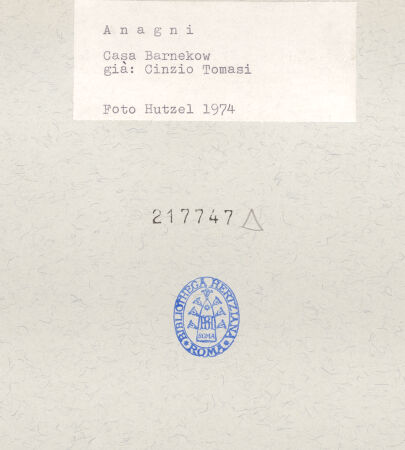 A n a g n i
Casa Barnekow
già: Cinzio Tomasi
Foto Hutzel 1974
217747
BIBLIOTHECA HERTZIANA
ROMA